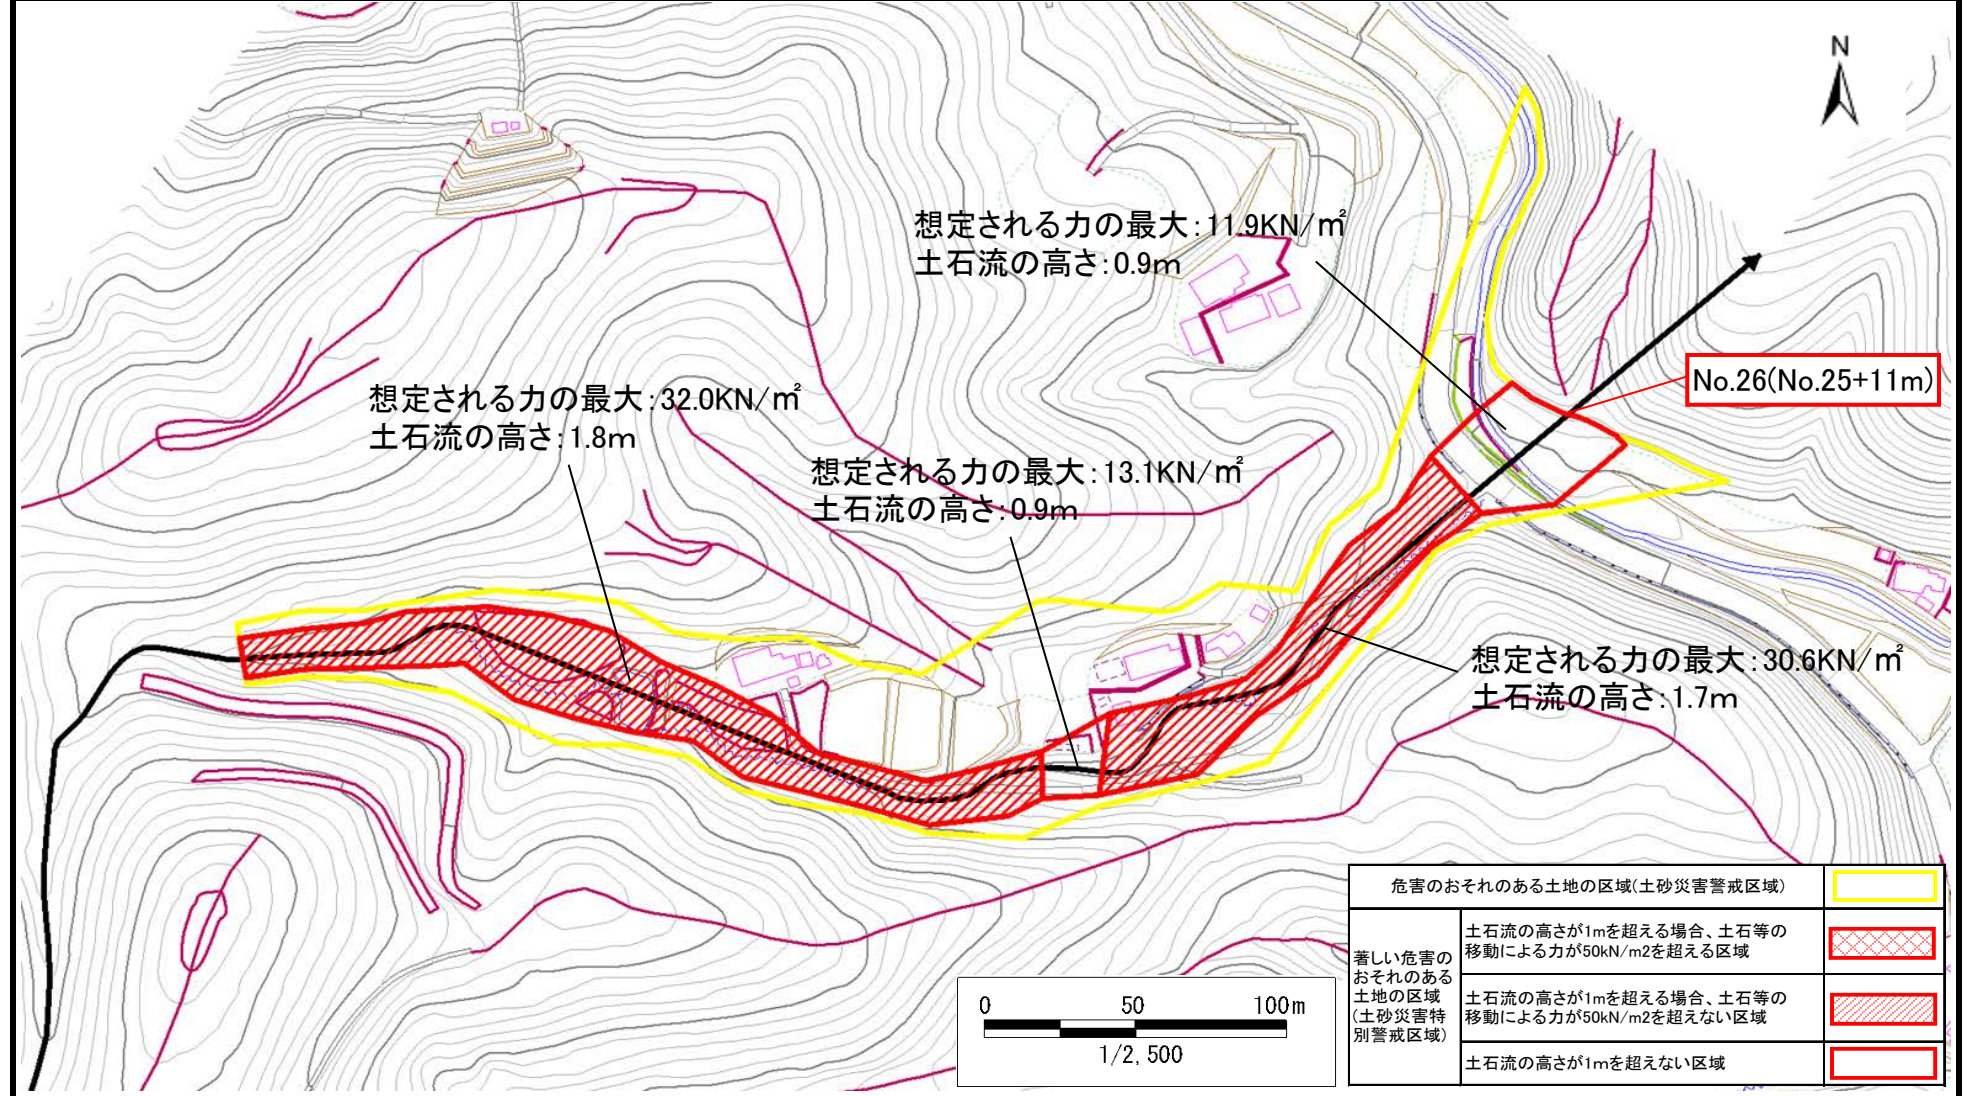 N
想定される力の最大:11.9KN/㎡
土石流の高さ:0.9m
No.26(No.25+11m)
想定される力の最大:32.0KN/㎡
土石流の高さ:1.8m
想定される力の最大:13.1KN/㎡
土石流の高さ:0.9m
想定される力の最大:30.6KN/㎡
土石流の高さ:1.7m
危害のおそれのある土地の区域(土砂災害警戒区域)
著しい危害の
おそれのある
土地の区域
(土砂災害特
別警戒区域)
土石流の高さが1mを超える場合、土石等の
移動による力が50kN/m2を超える区域
土石流の高さが1mを超える場合、土石等の
移動による力が50kN/m2を超えない区域
土石流の高さが1mを超えない区域
0 50 100m
1/2,500